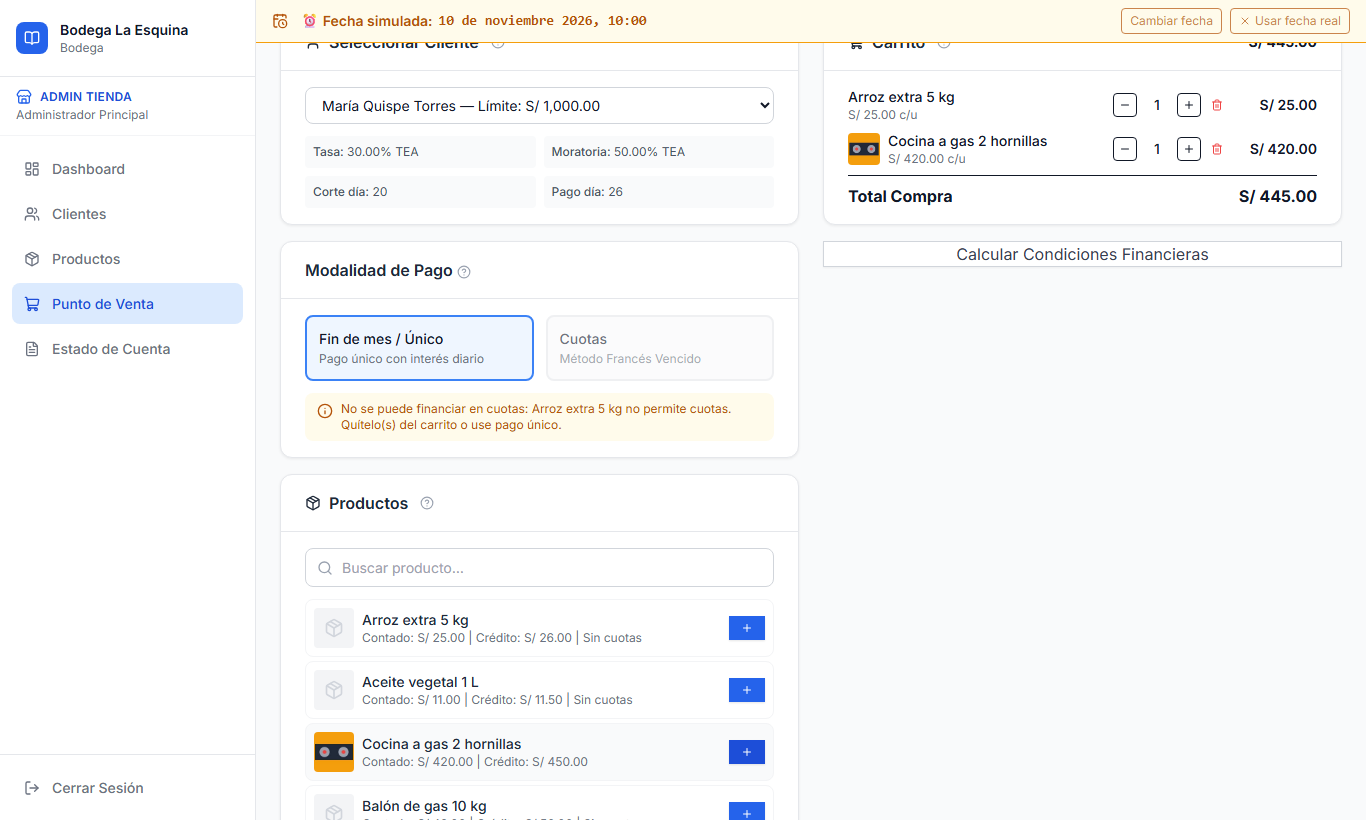 Bodega La Esquina
Bodega
ADMIN TIENDA
Administrador Principal
Dashboard
Clientes
Productos
Punto de Venta
Estado de Cuenta
Cerrar Sesión
⏰ Fecha simulada: 10 de noviembre 2026, 10:00
Cambiar fecha
× Usar fecha real
Seleccionar Cliente
María Quispe Torres — Límite: S/ 1,000.00
Tasa: 30.00% TEA
Moratoria: 50.00% TEA
Corte día: 20
Pago día: 26
Modalidad de Pago
Fin de mes / Único
Pago único con interés diario
Cuotas
Método Francés Vencido
No se puede financiar en cuotas: Arroz extra 5 kg no permite cuotas.
Quítelo(s) del carrito o use pago único.
Productos
Buscar producto...
Arroz extra 5 kg
Contado: S/ 25.00 | Crédito: S/ 26.00 | Sin cuotas
+
Aceite vegetal 1 L
Contado: S/ 11.00 | Crédito: S/ 11.50 | Sin cuotas
+
Cocina a gas 2 hornillas
Contado: S/ 420.00 | Crédito: S/ 450.00
+
Balón de gas 10 kg
+
Carrito
S/ 445.00
Arroz extra 5 kg
S/ 25.00 c/u
− 1 +
S/ 25.00
Cocina a gas 2 hornillas
S/ 420.00 c/u
− 1 +
S/ 420.00
Total Compra
S/ 445.00
Calcular Condiciones Financieras